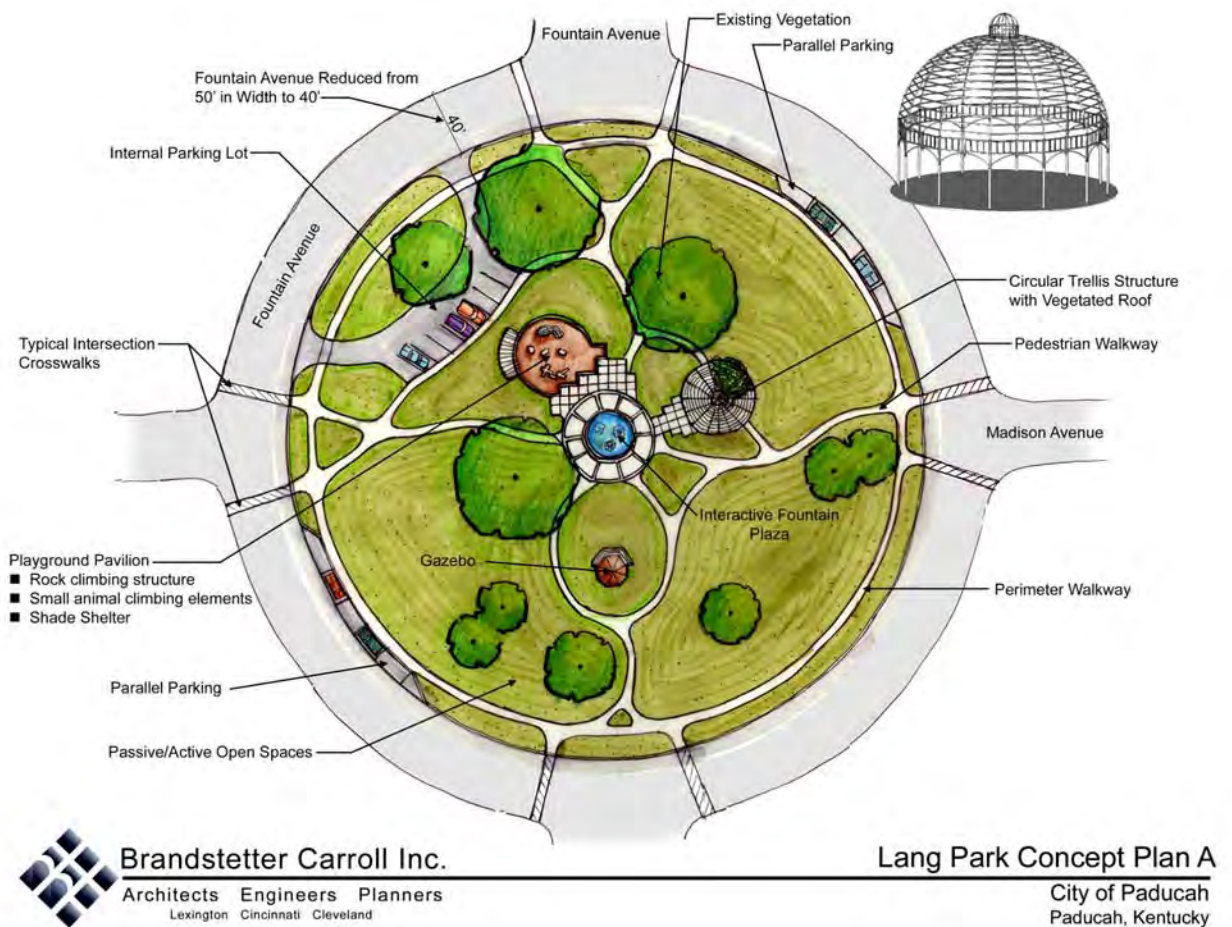 Fountain Avenue
Existing Vegetation
Parallel Parking
Fountain Avenue Reduced from
50' in Width to 40'
40'
Internal Parking Lot
Fountain Avenue
Circular Trellis Structure
with Vegetated Roof
Typical Intersection
Crosswalks
Pedestrian Walkway
Madison Avenue
Interactive Fountain
Plaza
Playground Pavilion
■ Rock climbing structure
■ Small animal climbing elements
■ Shade Shelter
Gazebo
Perimeter Walkway
Parallel Parking
Passive/Active Open Spaces
Brandstetter Carroll Inc.
Architects Engineers Planners
Lexington Cincinnati Cleveland
Lang Park Concept Plan A
City of Paducah
Paducah, Kentucky